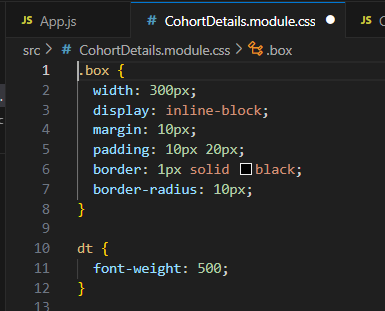 JS App.js
# CohortDetails.module.css
JS
src > # CohortDetails.module.css > .box
1 .box {
2 width: 300px;
3 display: inline-block;
4 margin: 10px;
5 padding: 10px 20px;
6 border: 1px solid black;
7 border-radius: 10px;
8 }
9
10 dt {
11 font-weight: 500;
12 }
13